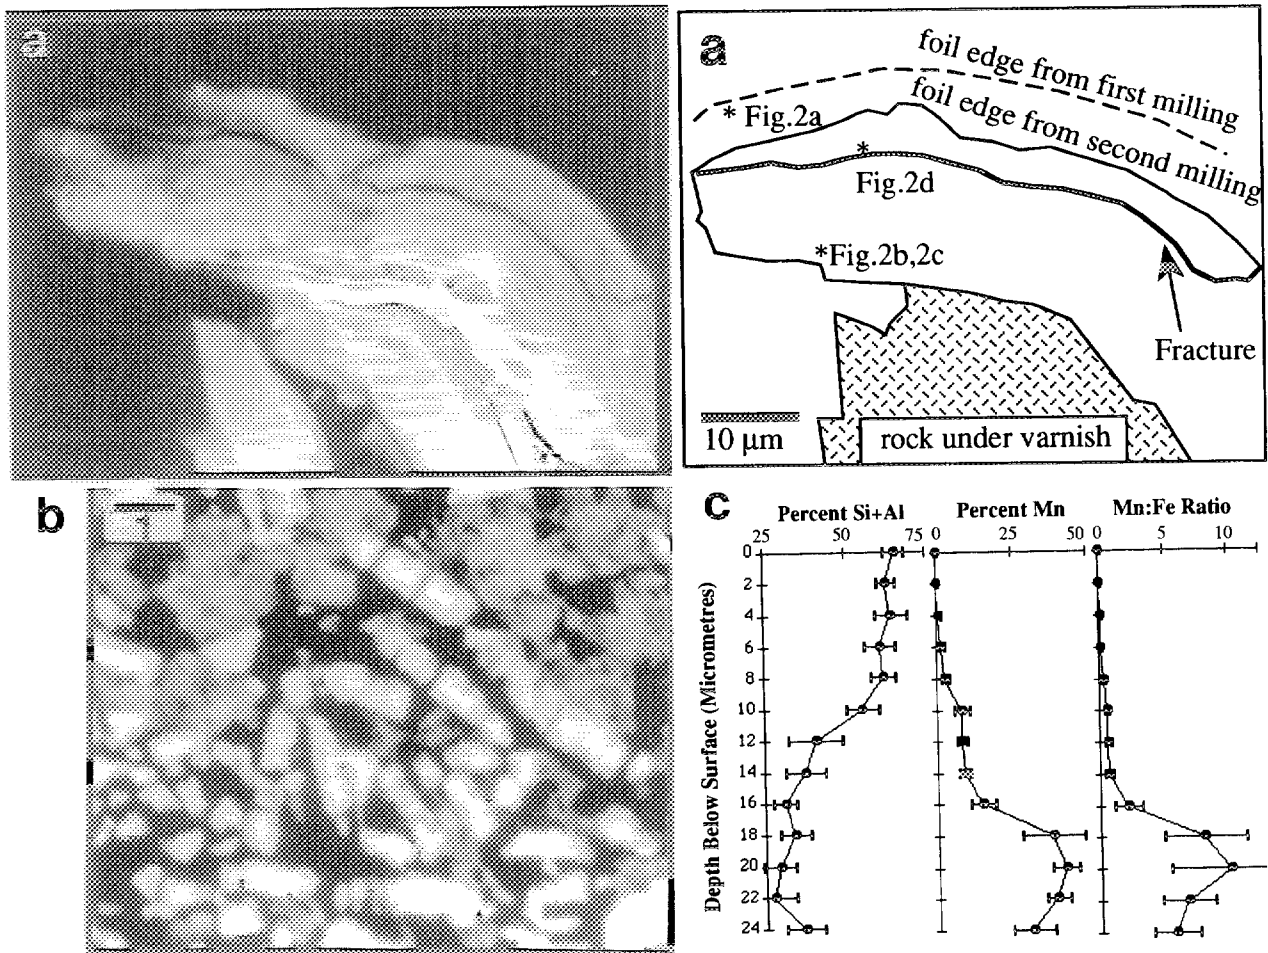 a
a
foil edge from first milling
foil edge from second milling
* Fig.2a
*
Fig.2d
*Fig.2b,2c
Fracture
10 µm
rock under varnish
b
1
c
Percent Si+Al
Percent Mn
Mn:Fe Ratio
25 50 75
0 25 50
0 5 10
Depth Below Surface (Micrometres)
0
2
4
6
8
10
12
14
16
18
20
22
24